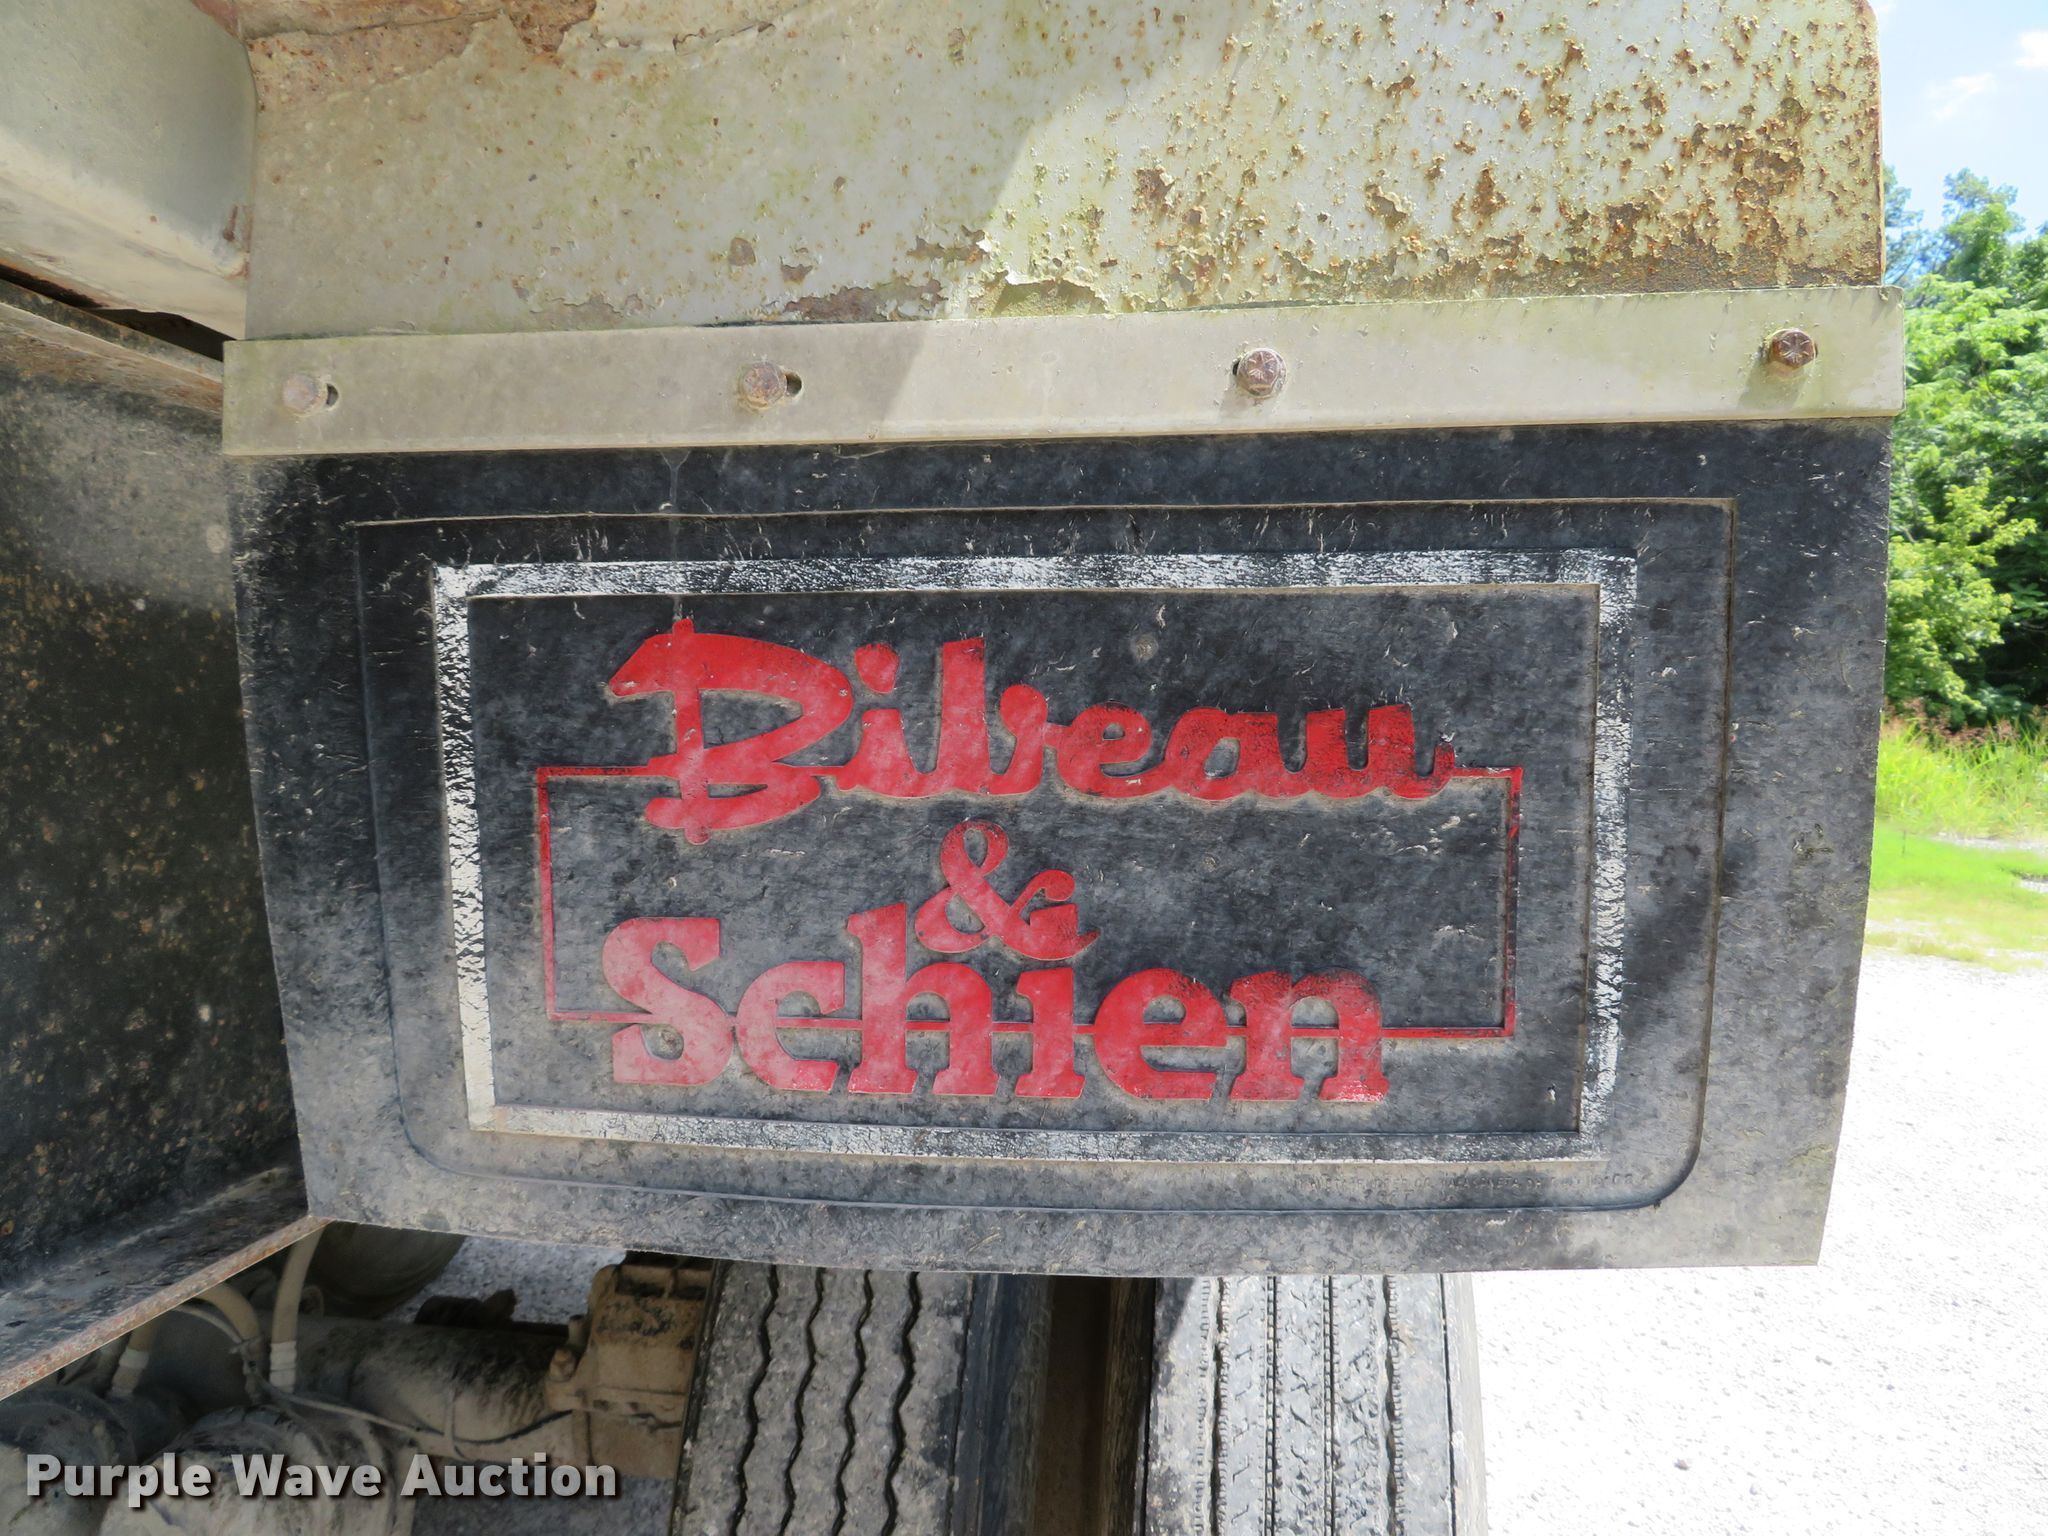 Bibeau
&
Schien
Purple Wave Auction